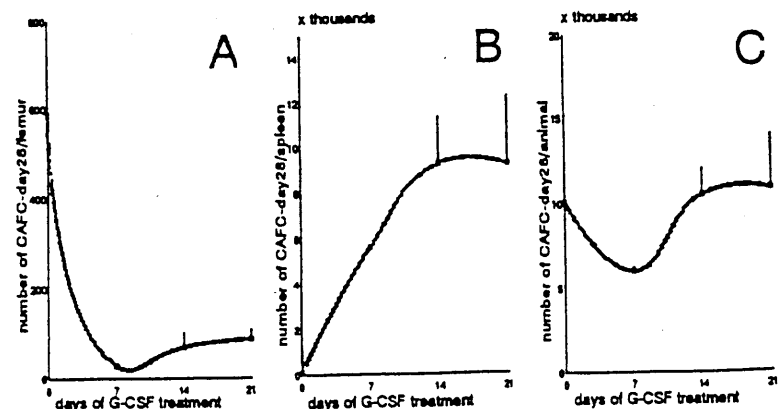 A
800
600
400
200
0
number of CAFC-day28/femur
0 7 14 21
days of G-CSF treatment
x thousands
B
14
12
10
8
6
4
2
0
number of CAFC-day28/spleen
0 7 14 21
days of G-CSF treatment
x thousands
C
20
15
10
5
0
number of CAFC-day28/animal
0 7 14 21
days of G-CSF treatment